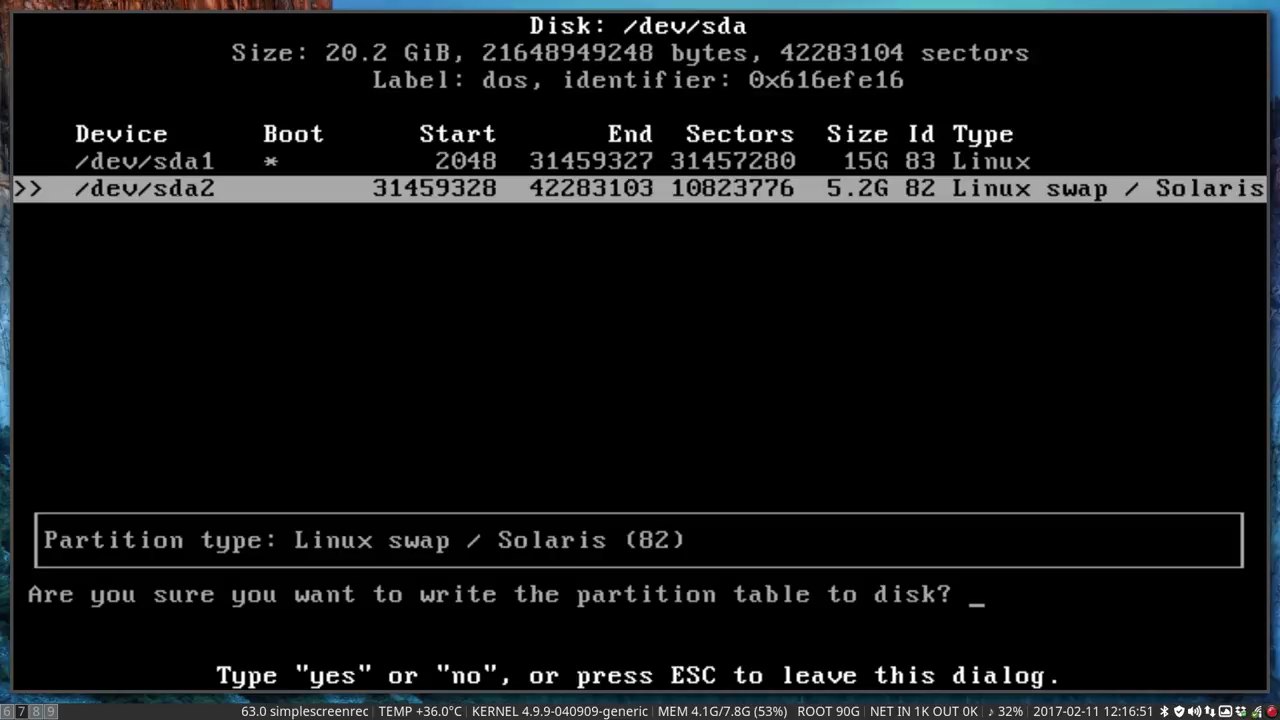 Disk: /dev/sda
Size: 20.2 GiB, 21648949248 bytes, 42283104 sectors
Label: dos, identifier: 0x616efe16
Device Boot Start End Sectors Size Id Type
/dev/sda1 * 2048 31459327 31457280 15G 83 Linux
>> /dev/sda2 31459328 42283103 10823776 5.2G 82 Linux swap / Solaris
Partition type: Linux swap / Solaris (82)
Are you sure you want to write the partition table to disk? _
Type "yes" or "no", or press ESC to leave this dialog.
6 7 8 9 63.0 simplescreenrec TEMP +36.0°C KERNEL 4.9.9-040909-generic MEM 4.1G/7.8G (53%) ROOT 90G NET IN 1K OUT 0K ♪ 32% 2017-02-11 12:16:51